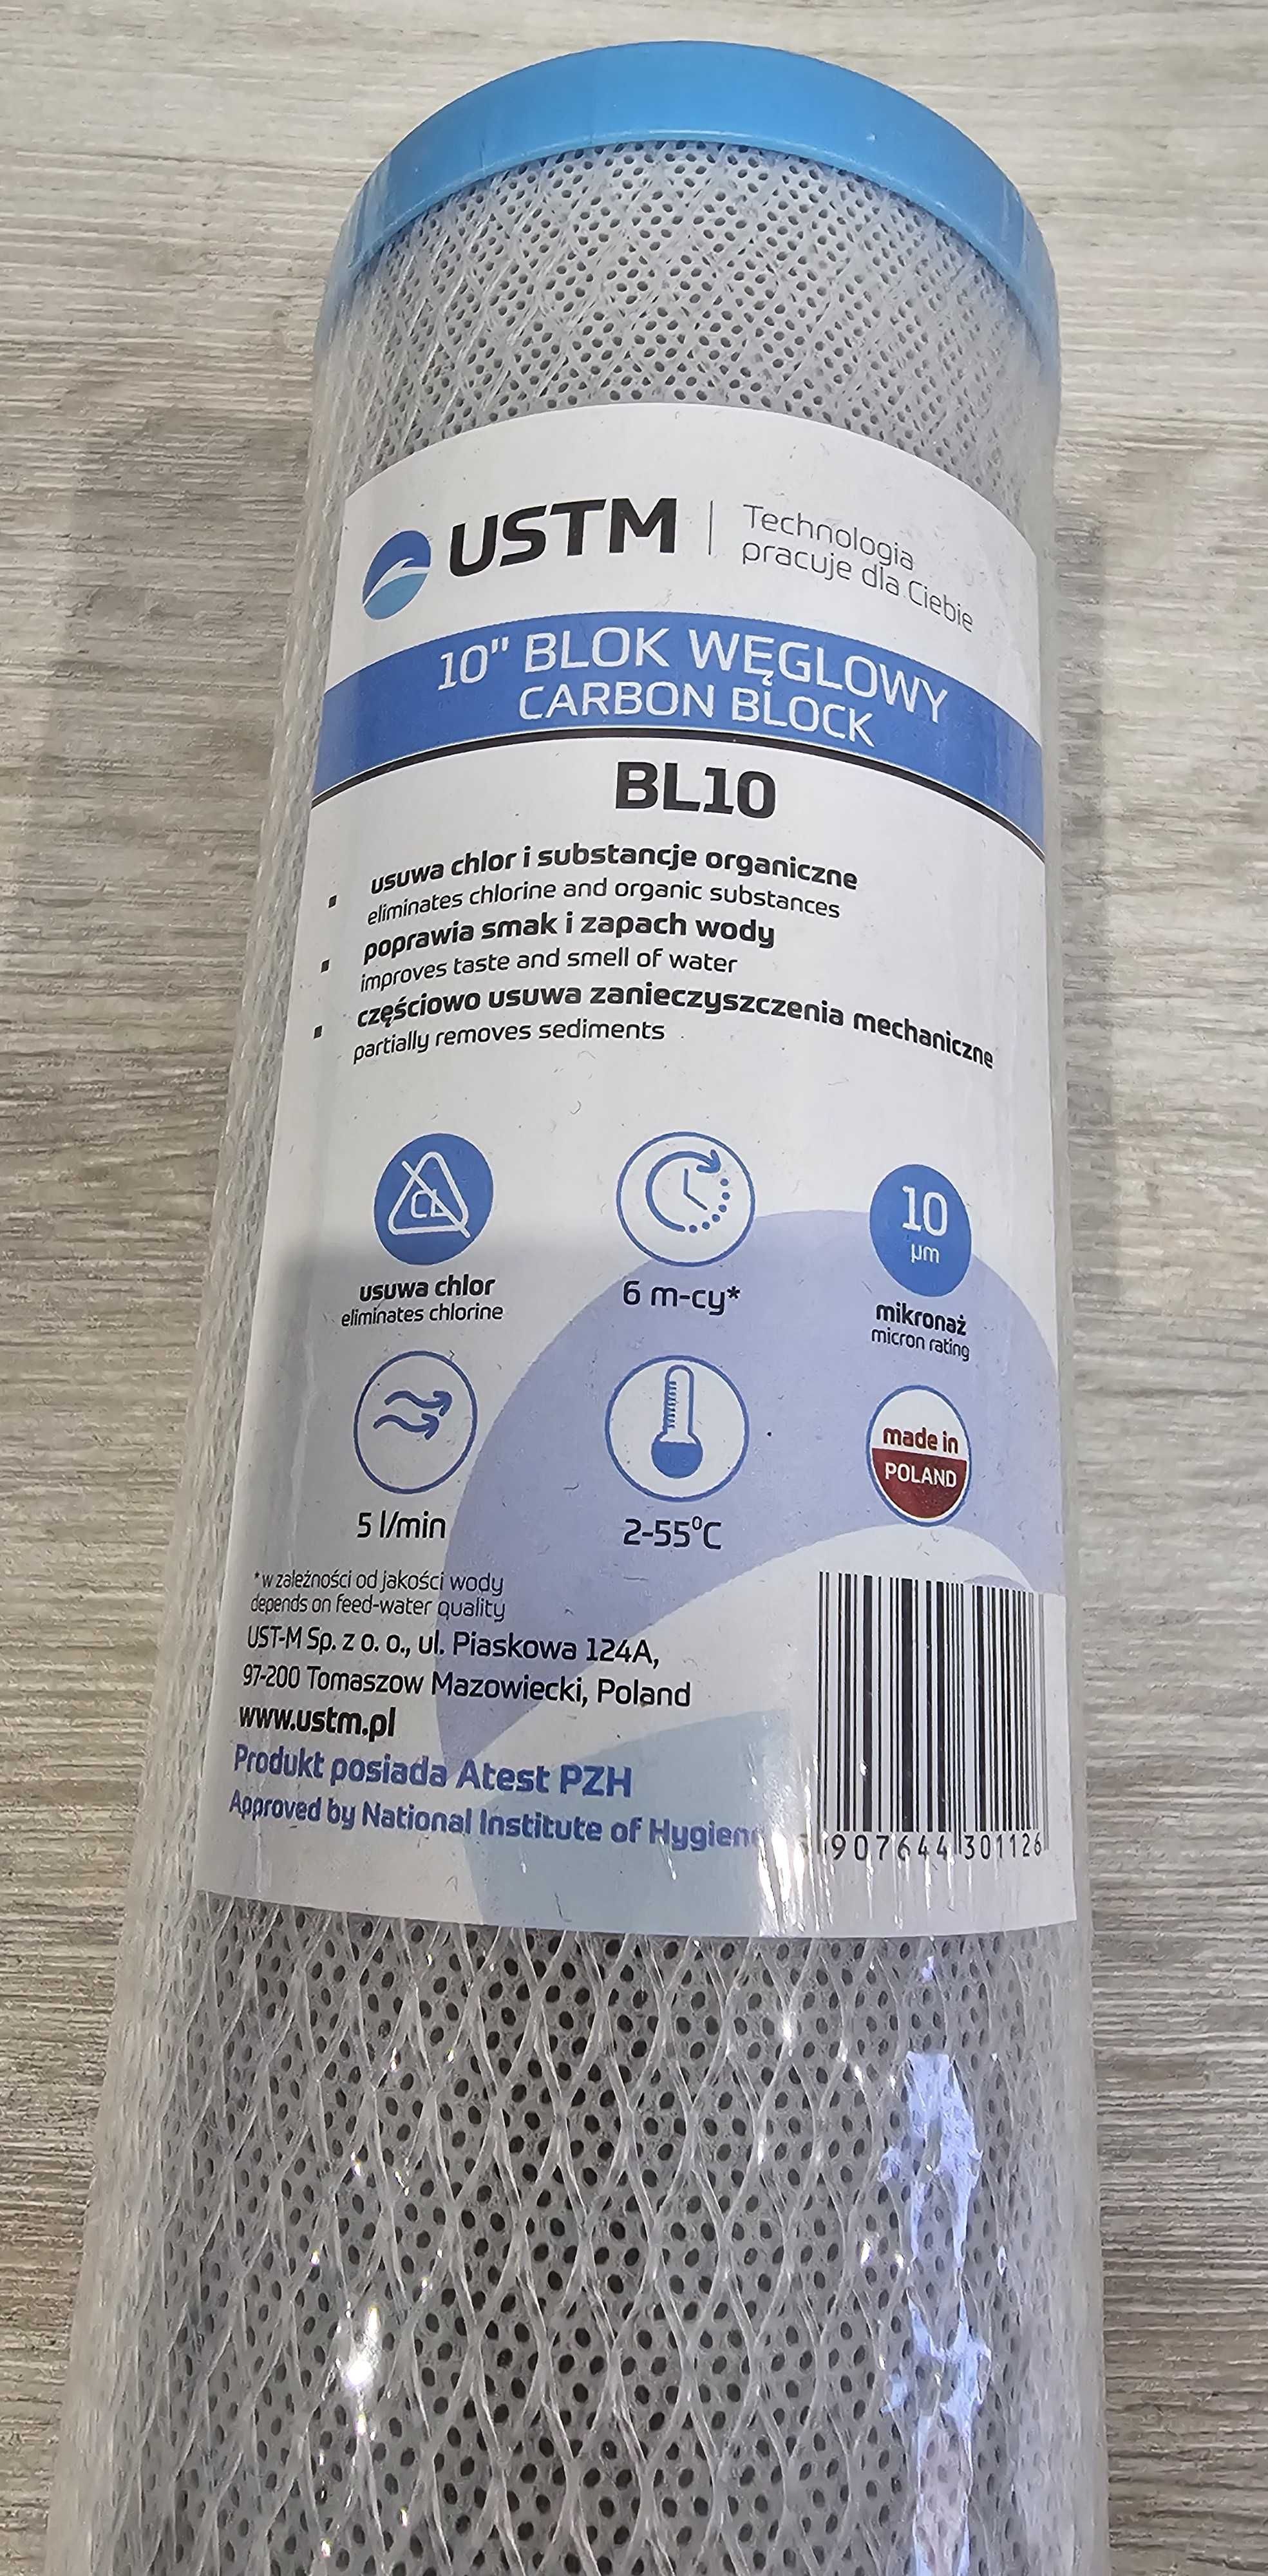 USTM
Technologia
pracuje dla Ciebie
10" BLOK WĘGLOWY
CARBON BLOCK
BL10
▪ usuwa chlor i substancje organiczne
eliminates chlorine and organic substances
▪ poprawia smak i zapach wody
improves taste and smell of water
▪ częściowo usuwa zanieczyszczenia mechaniczne
partially removes sediments
CL
usuwa chlor
eliminates chlorine
6 m-cy*
10
µm
mikronaż
micron rating
5 l/min
2-55°C
made in
POLAND
* w zależności od jakości wody
depends on feed-water quality
UST-M Sp. z o. o., ul. Piaskowa 124A,
97-200 Tomaszow Mazowiecki, Poland
www.ustm.pl
Produkt posiada Atest PZH
Approved by National Institute of Hygiene
907644 301126